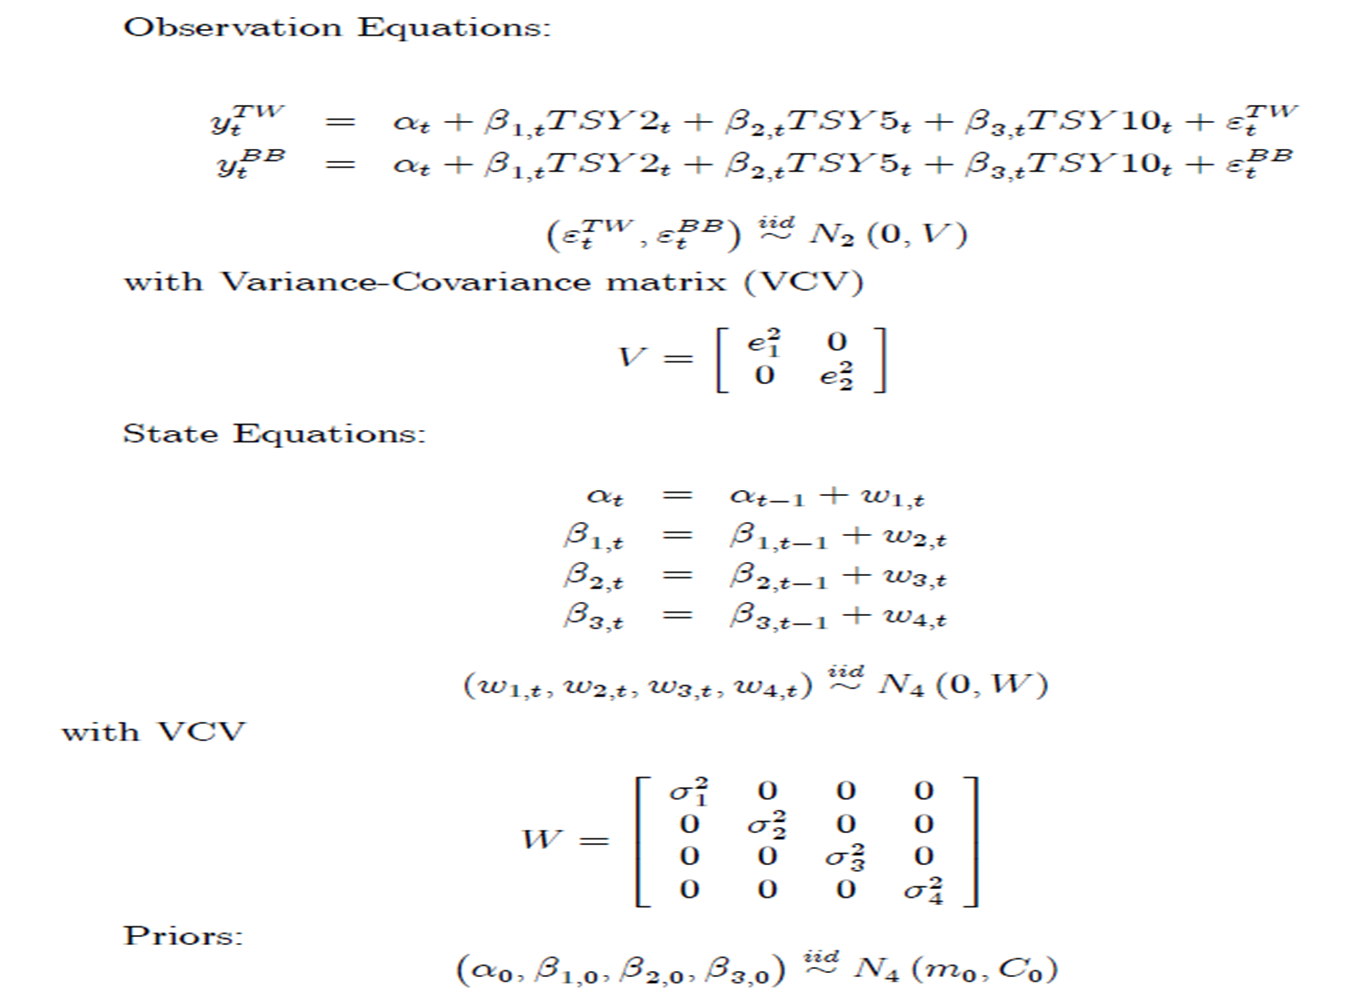 Observation Equations:
y_t^{TW} = α_t + β_{1,t}TSY2_t + β_{2,t}TSY5_t + β_{3,t}TSY10_t + ε_t^{TW}
y_t^{BB} = α_t + β_{1,t}TSY2_t + β_{2,t}TSY5_t + β_{3,t}TSY10_t + ε_t^{BB}
(ε_t^{TW}, ε_t^{BB}) \overset{iid}{∼} N_2 (0, V)
with Variance-Covariance matrix (VCV)
V = [ e_1^2 0
0 e_2^2 ]
State Equations:
α_t = α_{t−1} + w_{1,t}
β_{1,t} = β_{1,t−1} + w_{2,t}
β_{2,t} = β_{2,t−1} + w_{3,t}
β_{3,t} = β_{3,t−1} + w_{4,t}
(w_{1,t}, w_{2,t}, w_{3,t}, w_{4,t}) \overset{iid}{∼} N_4 (0, W)
with VCV
W = [ σ_1^2 0 0 0
0 σ_2^2 0 0
0 0 σ_3^2 0
0 0 0 σ_4^2 ]
Priors:
(α_0, β_{1,0}, β_{2,0}, β_{3,0}) \overset{iid}{∼} N_4 (m_0, C_0)